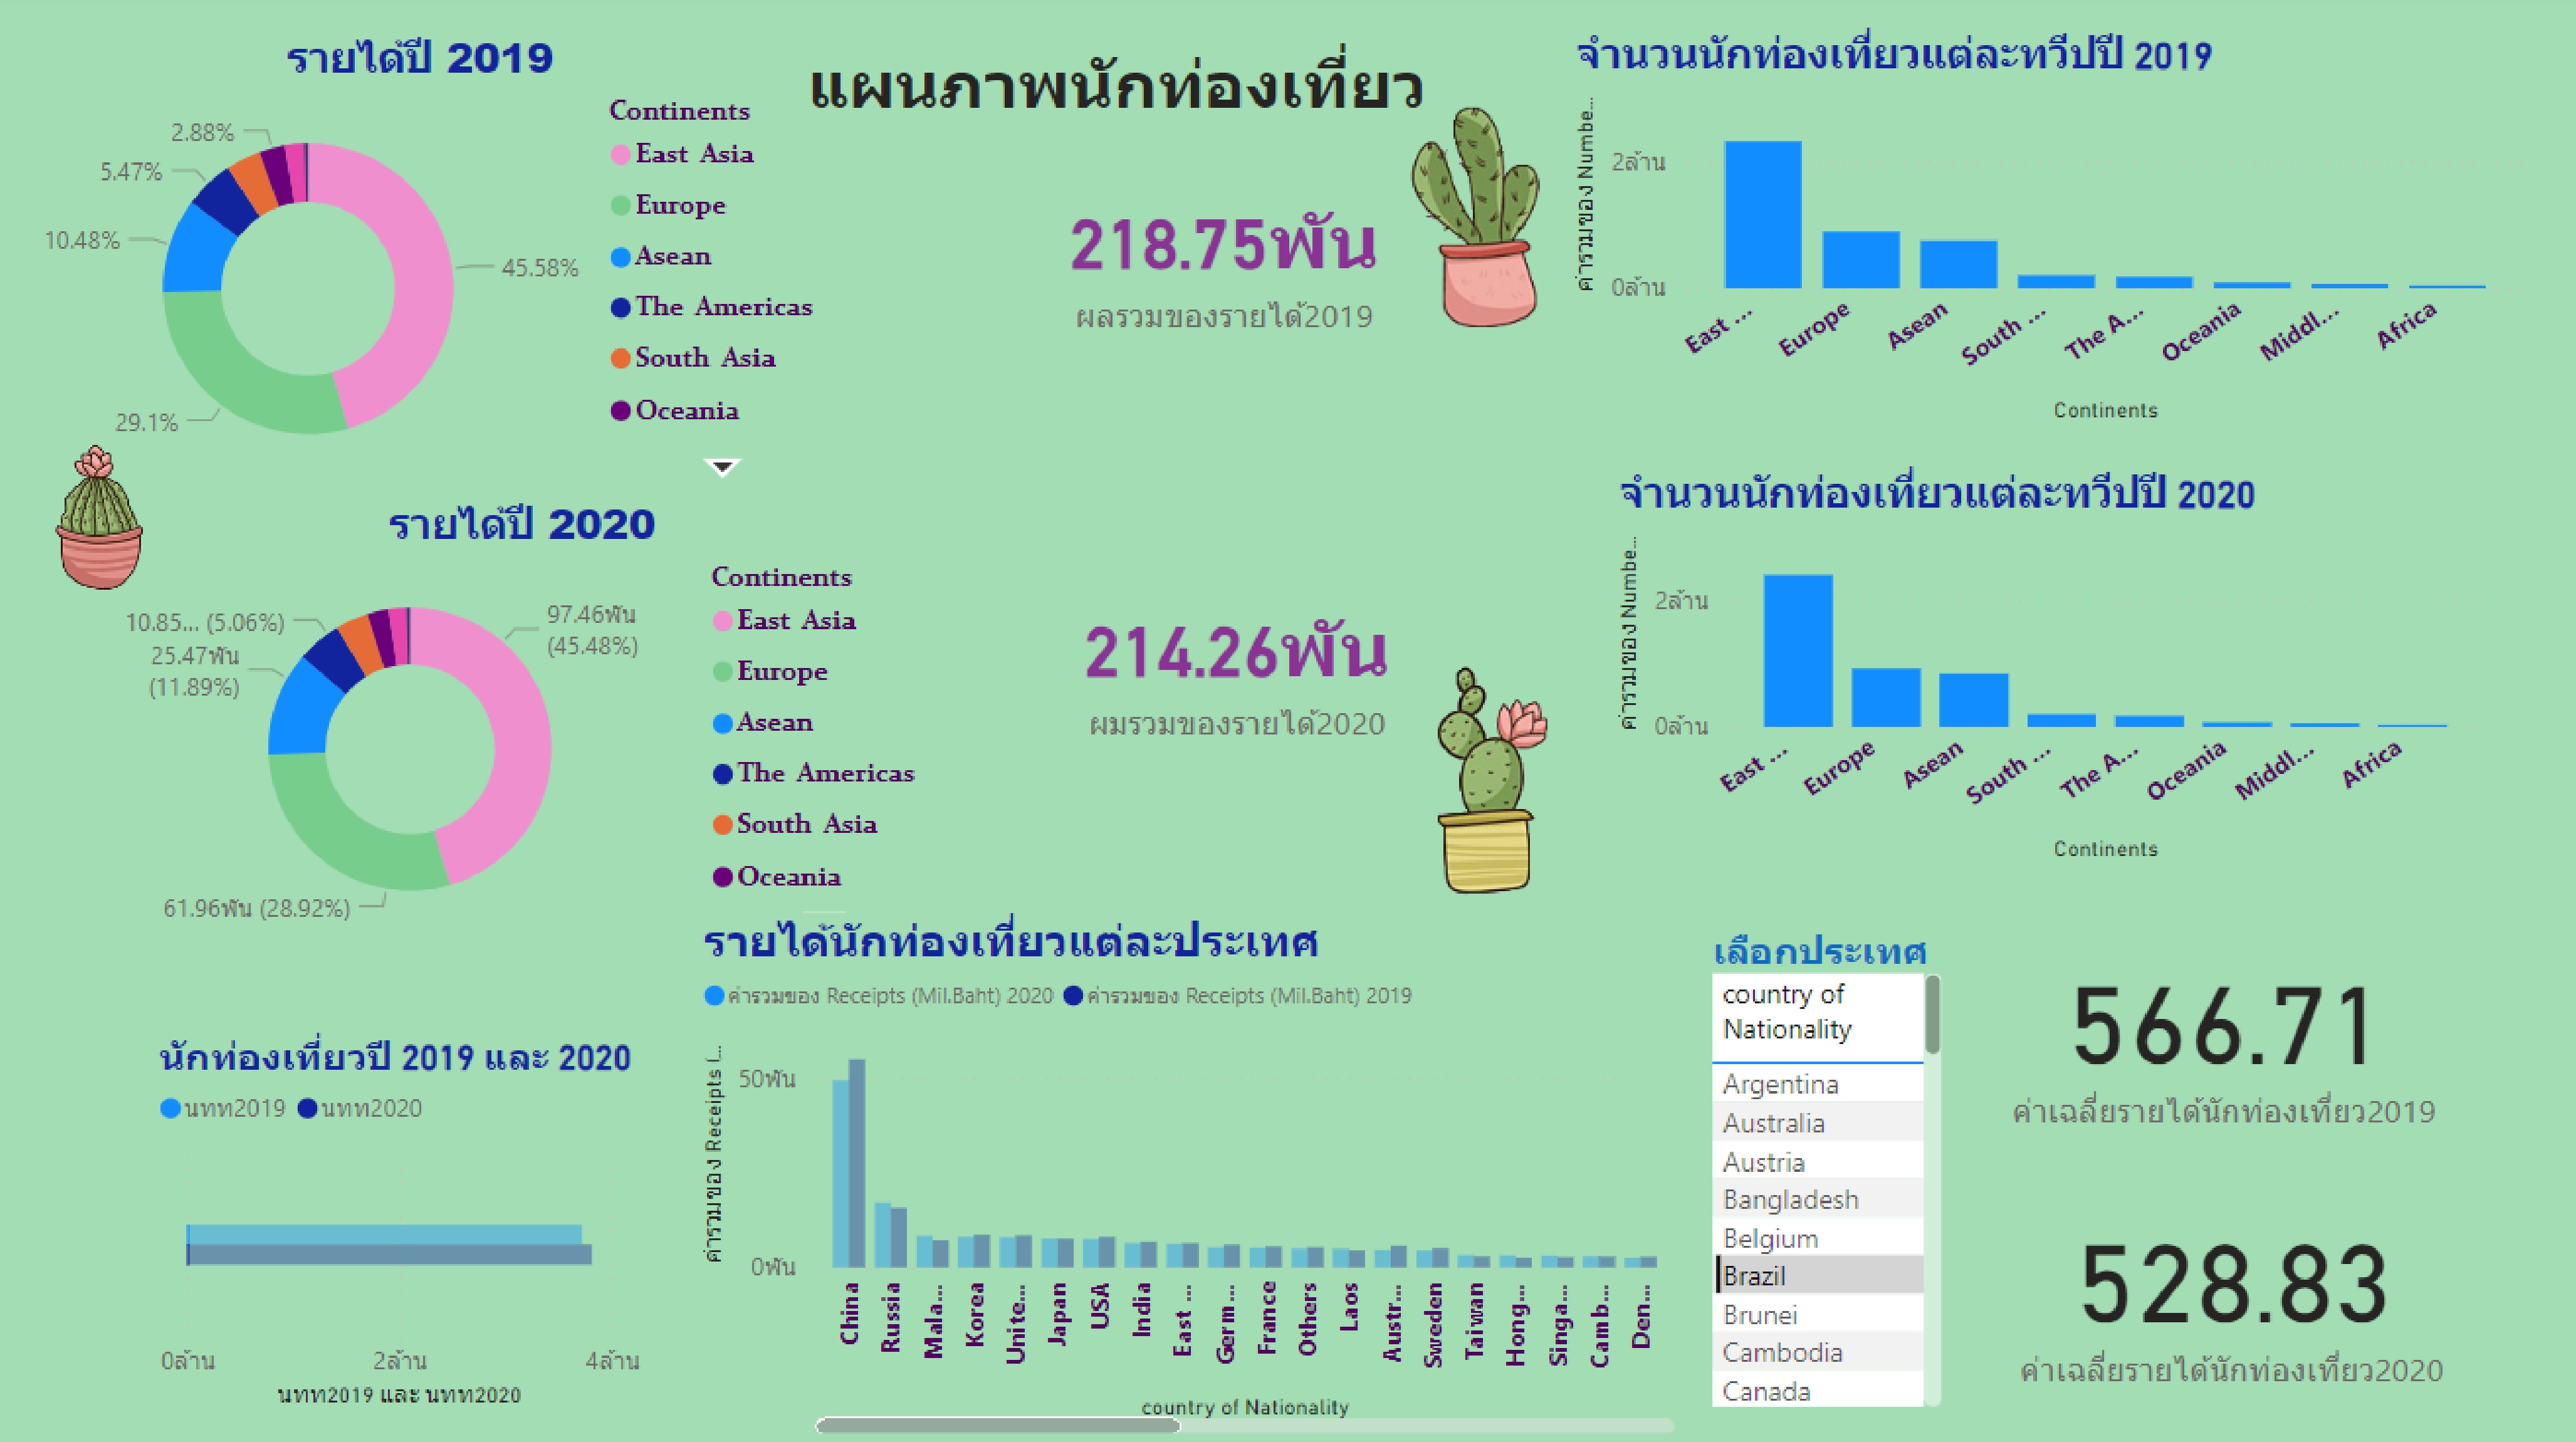 แผนภาพนักท่องเที่ยว
รายได้ปี 2019
2.88%
5.47%
10.48%
45.58%
29.1%
Continents
East Asia
Europe
Asean
The Americas
South Asia
Oceania
218.75พัน
ผลรวมของรายได้2019
จำนวนนักท่องเที่ยวแต่ละทวีปปี 2019
ค่ารวมของ Numbe...
2ล้าน
0ล้าน
East ...
Europe
Asean
South ...
The A...
Oceania
Middl...
Africa
Continents
รายได้ปี 2020
10.85... (5.06%)
25.47พัน
(11.89%)
97.46พัน
(45.48%)
61.96พัน (28.92%)
Continents
East Asia
Europe
Asean
The Americas
South Asia
Oceania
214.26พัน
ผมรวมของรายได้2020
จำนวนนักท่องเที่ยวแต่ละทวีปปี 2020
ค่ารวมของ Numbe...
2ล้าน
0ล้าน
East ...
Europe
Asean
South ...
The A...
Oceania
Middl...
Africa
Continents
นักท่องเที่ยวปี 2019 และ 2020
นทท2019 นทท2020
0ล้าน 2ล้าน 4ล้าน
นทท2019 และ นทท2020
รายได้นักท่องเที่ยวแต่ละประเทศ
ค่ารวมของ Receipts (Mil.Baht) 2020 ค่ารวมของ Receipts (Mil.Baht) 2019
ค่ารวมของ Receipts (...
50พัน
0พัน
China
Russia
Mala...
Korea
Unite...
Japan
USA
India
East ...
Germ...
France
Others
Laos
Austr...
Sweden
Taiwan
Hong...
Singa...
Camb...
Den...
country of Nationality
เลือกประเทศ
country of
Nationality
Argentina
Australia
Austria
Bangladesh
Belgium
Brazil
Brunei
Cambodia
Canada
566.71
ค่าเฉลี่ยรายได้นักท่องเที่ยว2019
528.83
ค่าเฉลี่ยรายได้นักท่องเที่ยว2020